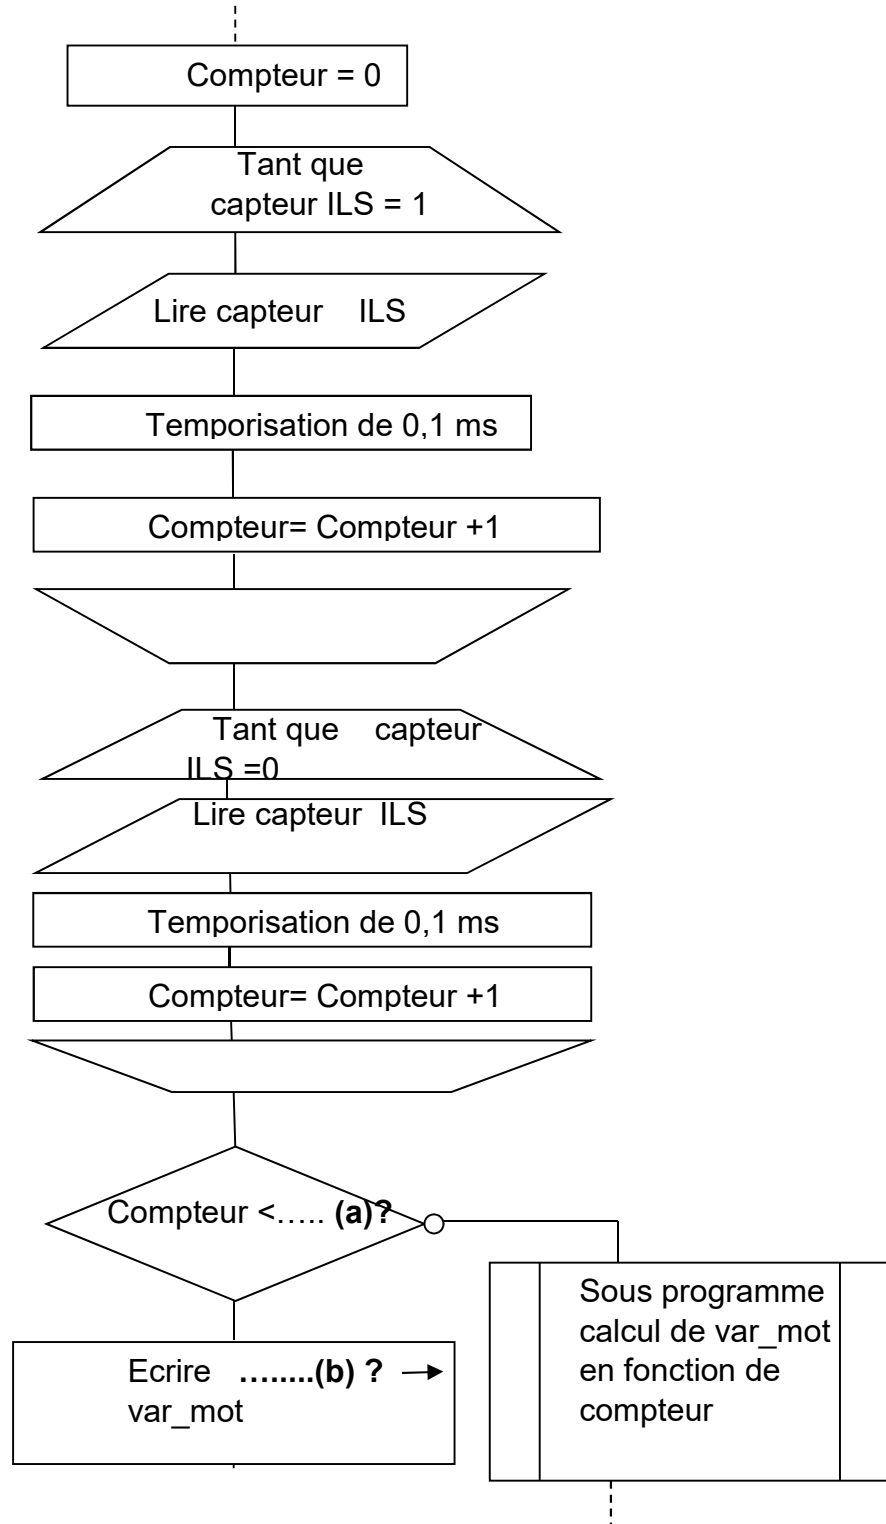 Compteur = 0
Tant que
capteur ILS = 1
Lire capteur ILS
Temporisation de 0,1 ms
Compteur= Compteur +1
Tant que capteur
ILS =0
Lire capteur ILS
Temporisation de 0,1 ms
Compteur= Compteur +1
Compteur <..... (a)?
Sous programme
calcul de var_mot
en fonction de
compteur
Ecrire ........(b) ?
var_mot